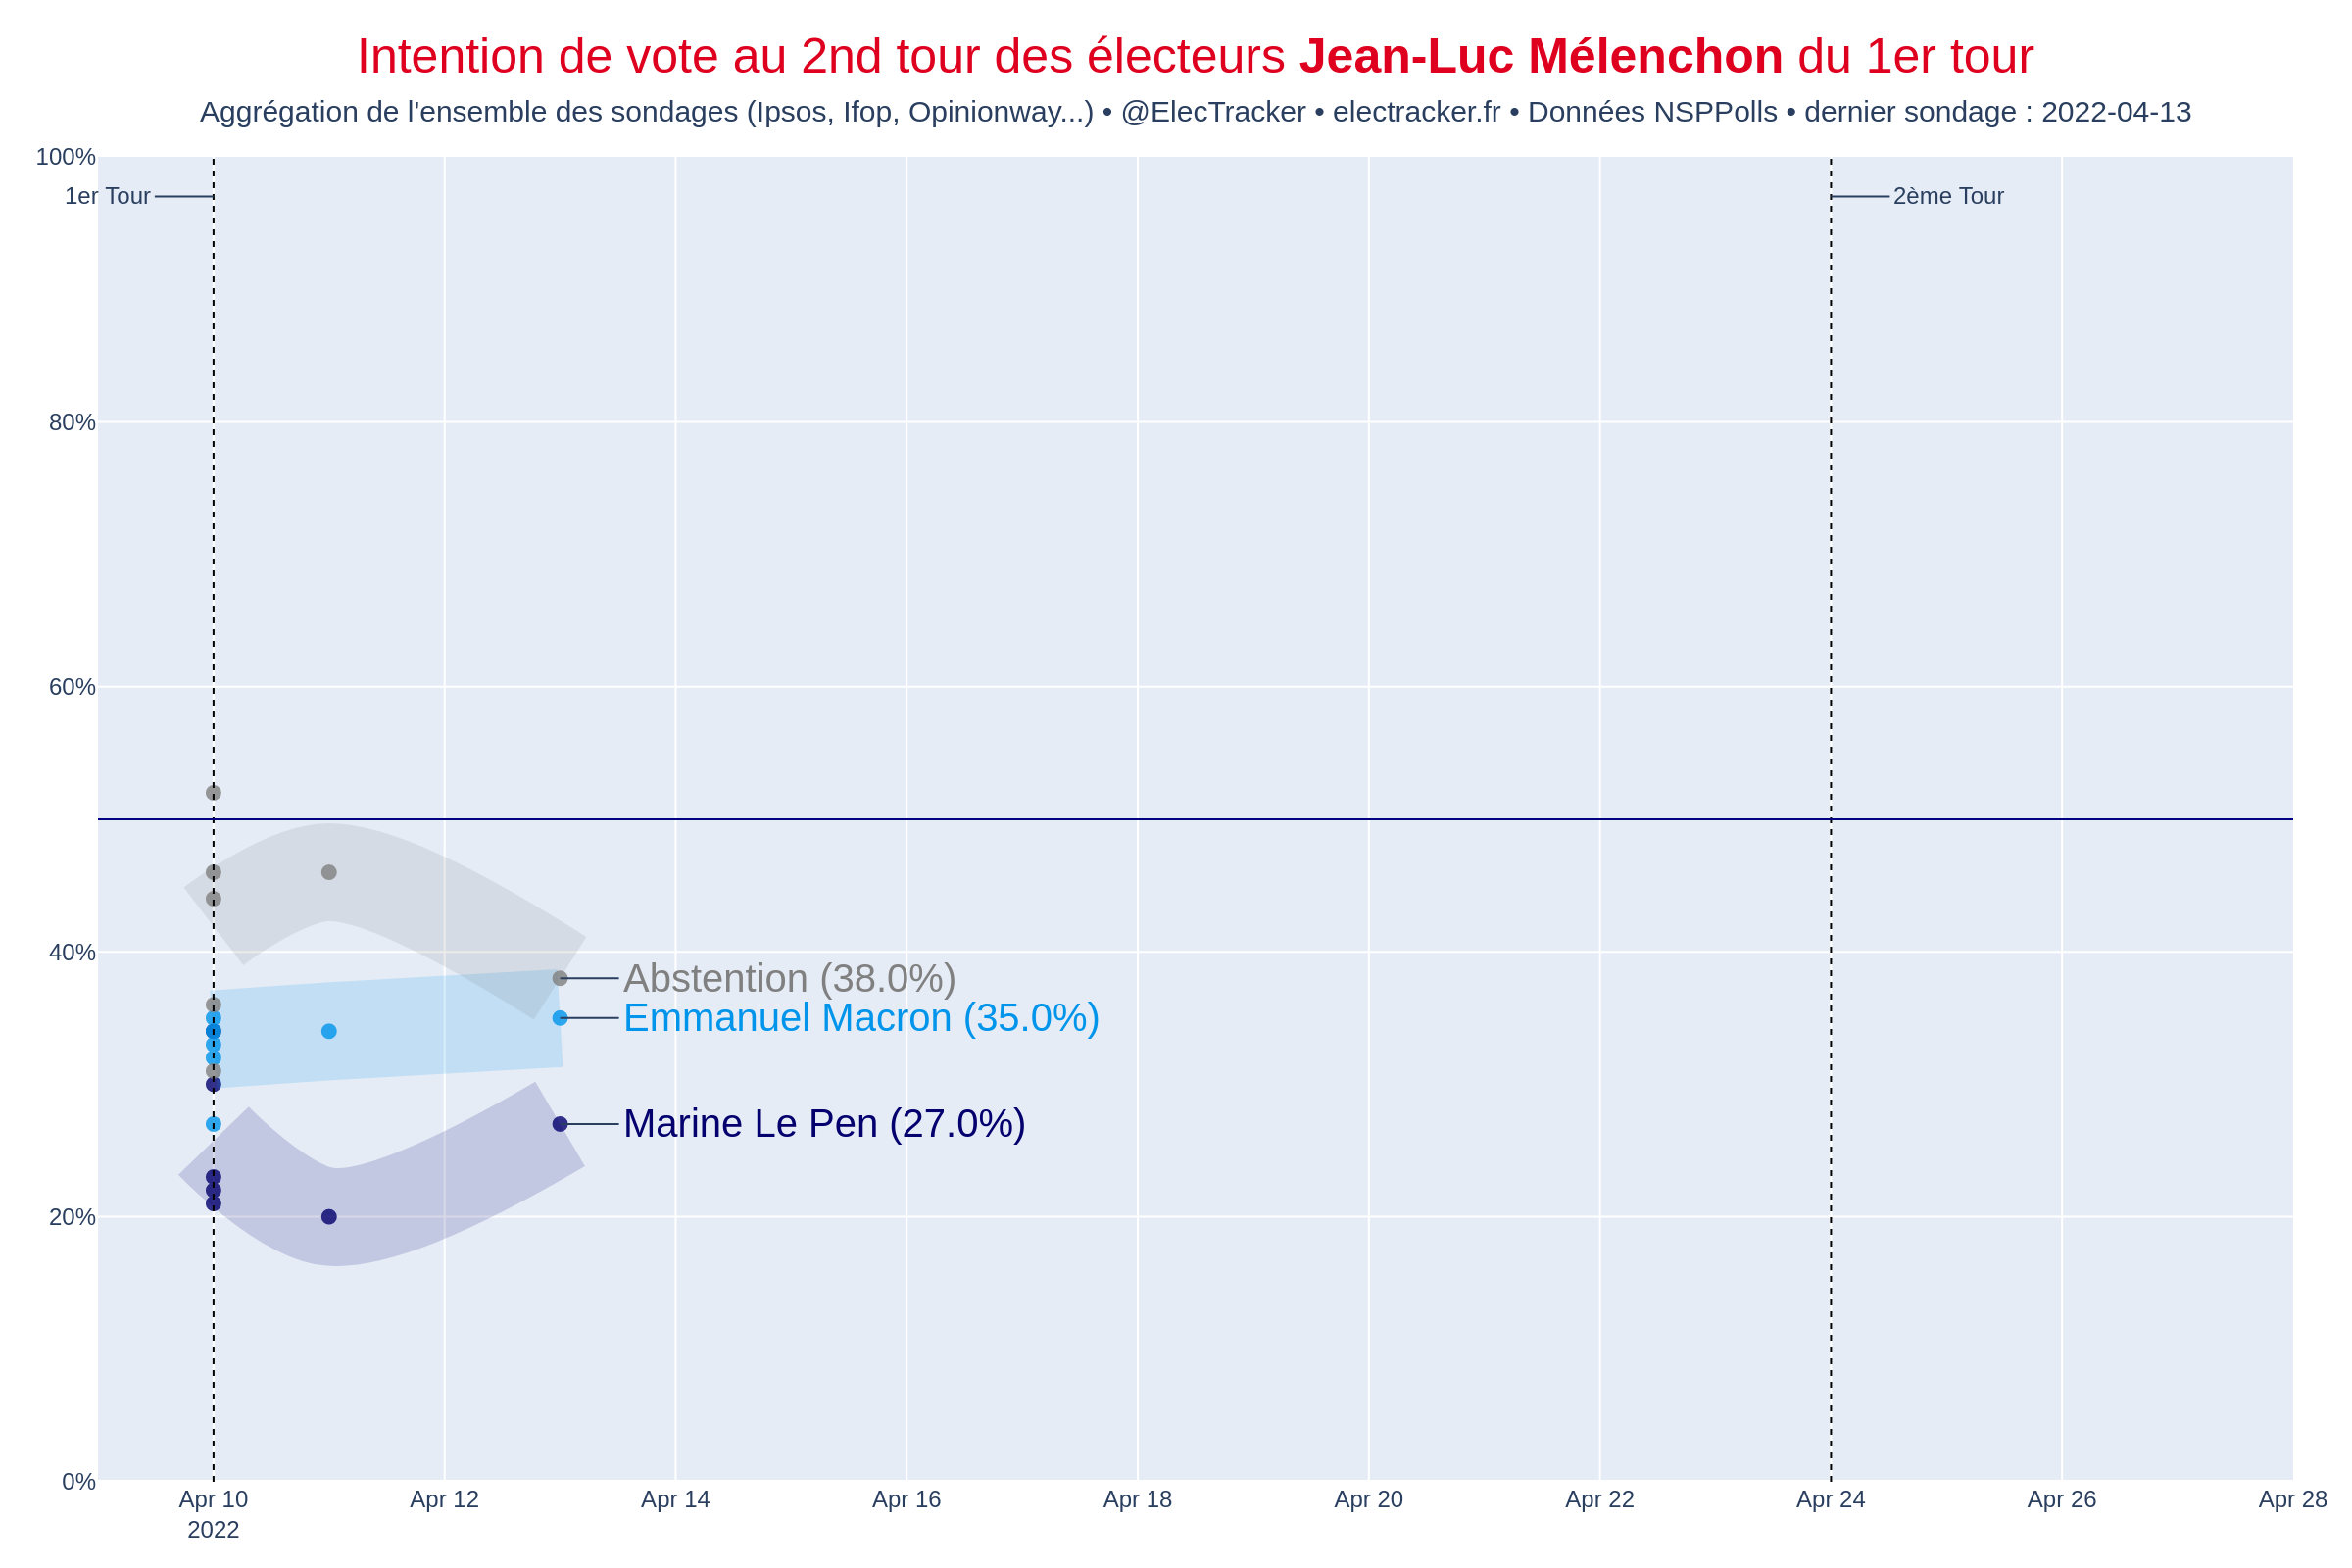 Intention de vote au 2nd tour des électeurs Jean-Luc Mélenchon du 1er tour
Aggrégation de l'ensemble des sondages (Ipsos, Ifop, Opinionway...) • @ElecTracker • electracker.fr • Données NSPPolls • dernier sondage : 2022-04-13
100%
1er Tour
2ème Tour
80%
60%
40%
Abstention (38.0%)
Emmanuel Macron (35.0%)
Marine Le Pen (27.0%)
20%
0%
Apr 10 Apr 12 Apr 14 Apr 16 Apr 18 Apr 20 Apr 22 Apr 24 Apr 26 Apr 28
2022